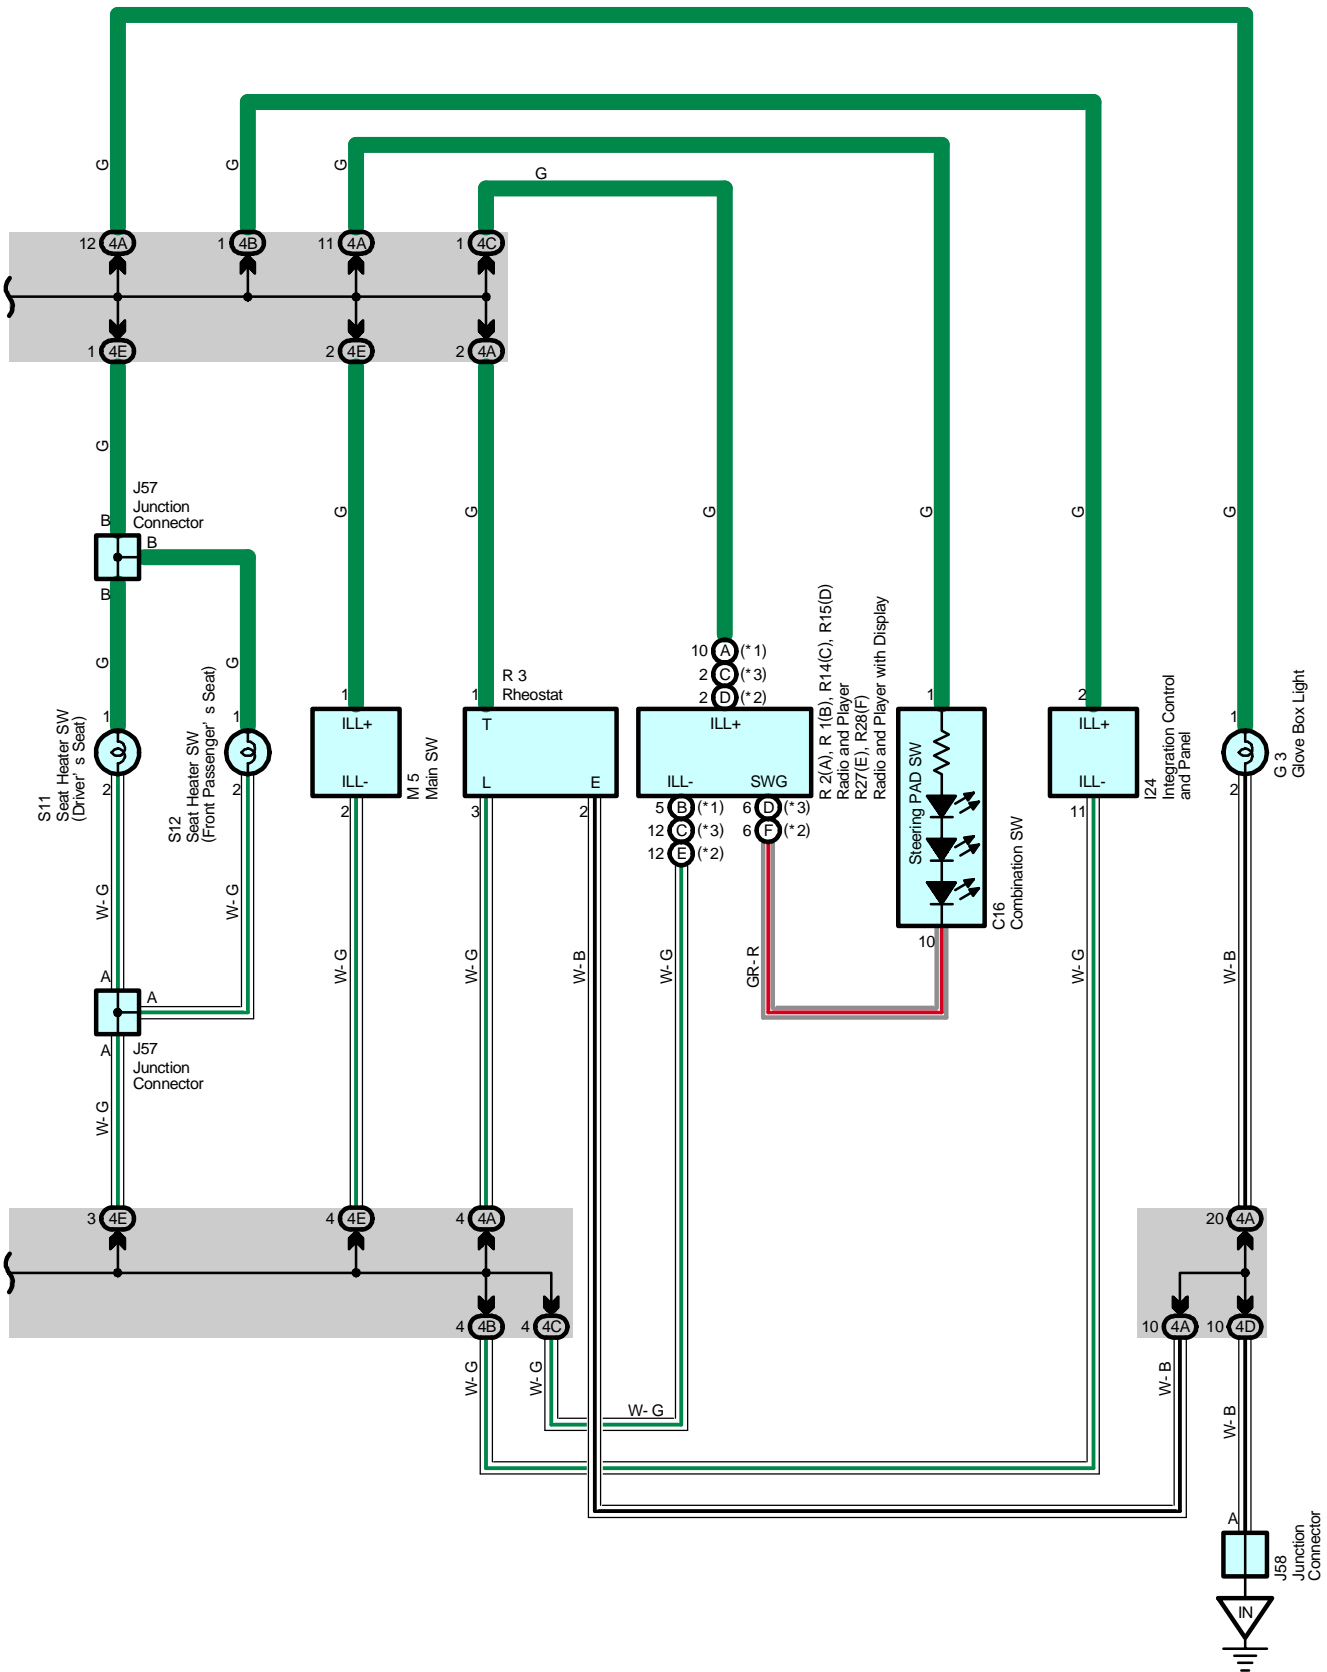 G
G
G
G
12 4A
1 4B
11 4A
1 4C
1 4E
2 4E
2 4A
G
J57
Junction
Connector
B
B
B
G
G
G
G
G
G
G
G
S11
Seat Heater SW
(Driver' s Seat)
1
2
S12
Seat Heater SW
(Front Passenger' s Seat)
1
2
1
ILL+
ILL-
2
M 5
Main SW
R 3
Rheostat
1
T
L
E
3
2
10 A (*1)
2 C (*3)
2 D (*2)
ILL+
ILL-
SWG
5 B (*1)
12 C (*3)
12 E (*2)
6 D (*3)
6 F (*2)
R 2(A), R 1(B), R14(C), R15(D)
Radio and Player
R27(E), R28(F)
Radio and Player with Display
1
Steering PAD SW
10
C16
Combination SW
2
ILL+
ILL-
11
I24
Integration Control
and Panel
1
2
G 3
Glove Box Light
W-G
W-G
W-G
W-G
W-B
W-G
GR-R
W-G
W-B
A
A
A
J57
Junction
Connector
W-G
3 4E
4 4E
4 4A
4 4B
4 4C
20 4A
10 4A
10 4D
W-G
W-G
W-G
W-B
W-B
A
J58
Junction
Connector
IN